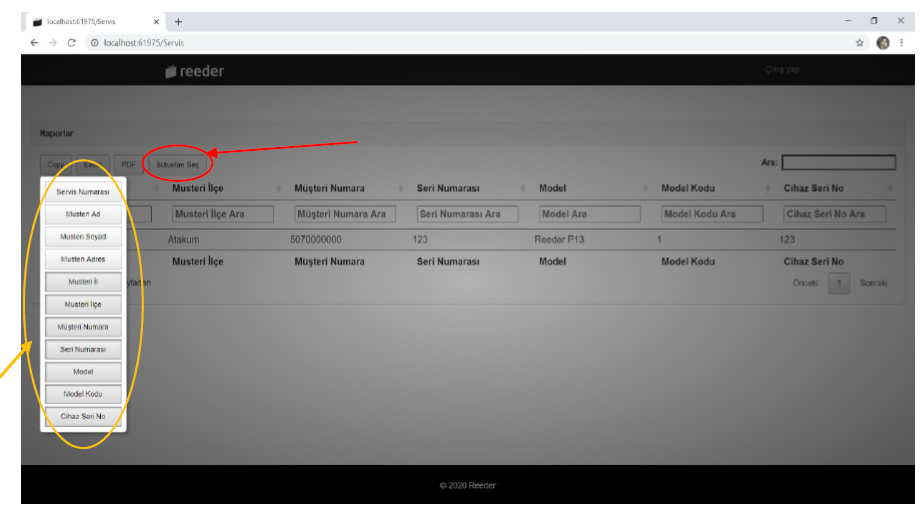 localhost:61975/Servis
localhost:61975/Servis
reeder
Çıkış yap
Raporlar
Copy PDF Sütunları Seç
Ara:
Servis Numarası
Musteri Ad
Musteri Soyad
Musteri Adres
Musteri İl
Musteri İlçe
Müşteri Numara
Seri Numarası
Model
Model Kodu
Cihaz Seri No
Musteri İlçe Müşteri Numara Seri Numarası Model Model Kodu Cihaz Seri No
Musteri İlçe Ara Müşteri Numara Ara Seri Numarası Ara Model Ara Model Kodu Ara Cihaz Seri No Ara
Atakum 5070000000 123 Reeder P13 1 123
Musteri İlçe Müşteri Numara Seri Numarası Model Model Kodu Cihaz Seri No
Önceki 1 Sonraki
© 2020 Reeder